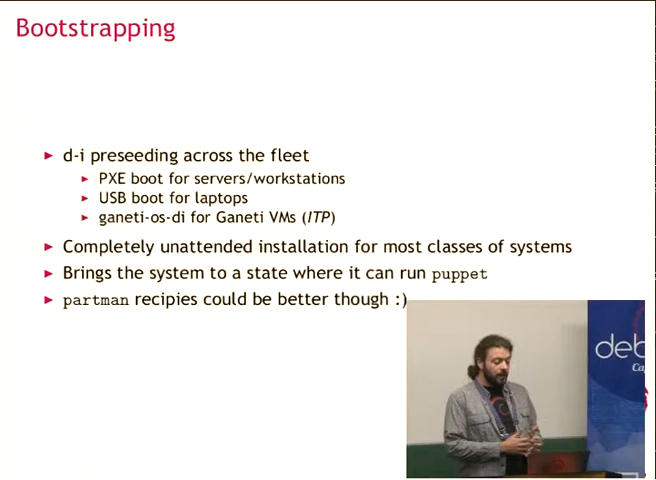 Bootstrapping
► d-i preseeding across the fleet
► PXE boot for servers/workstations
► USB boot for laptops
► ganeti-os-di for Ganeti VMs (ITP)
► Completely unattended installation for most classes of systems
► Brings the system to a state where it can run puppet
► partman recipies could be better though :)
deb
Ca